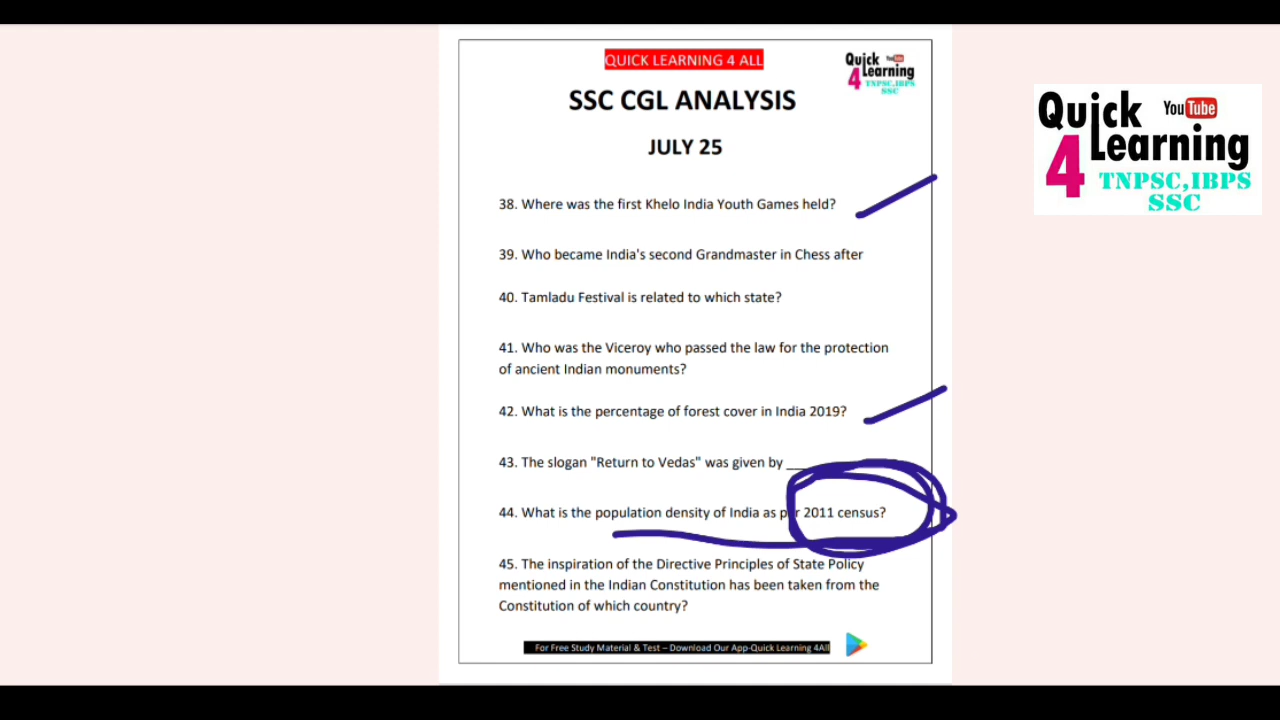 QUICK LEARNING 4 ALL
Quick YouTube
4 Learning
TNPSC,IBPS
SSC
SSC CGL ANALYSIS
JULY 25
38. Where was the first Khelo India Youth Games held?
39. Who became India's second Grandmaster in Chess after
40. Tamladu Festival is related to which state?
41. Who was the Viceroy who passed the law for the protection
of ancient Indian monuments?
42. What is the percentage of forest cover in India 2019?
43. The slogan "Return to Vedas" was given by ___
44. What is the population density of India as per 2011 census?
45. The inspiration of the Directive Principles of State Policy
mentioned in the Indian Constitution has been taken from the
Constitution of which country?
For Free Study Material & Test – Download Our App-Quick Learning 4All
Quick YouTube
4 Learning
TNPSC,IBPS
SSC